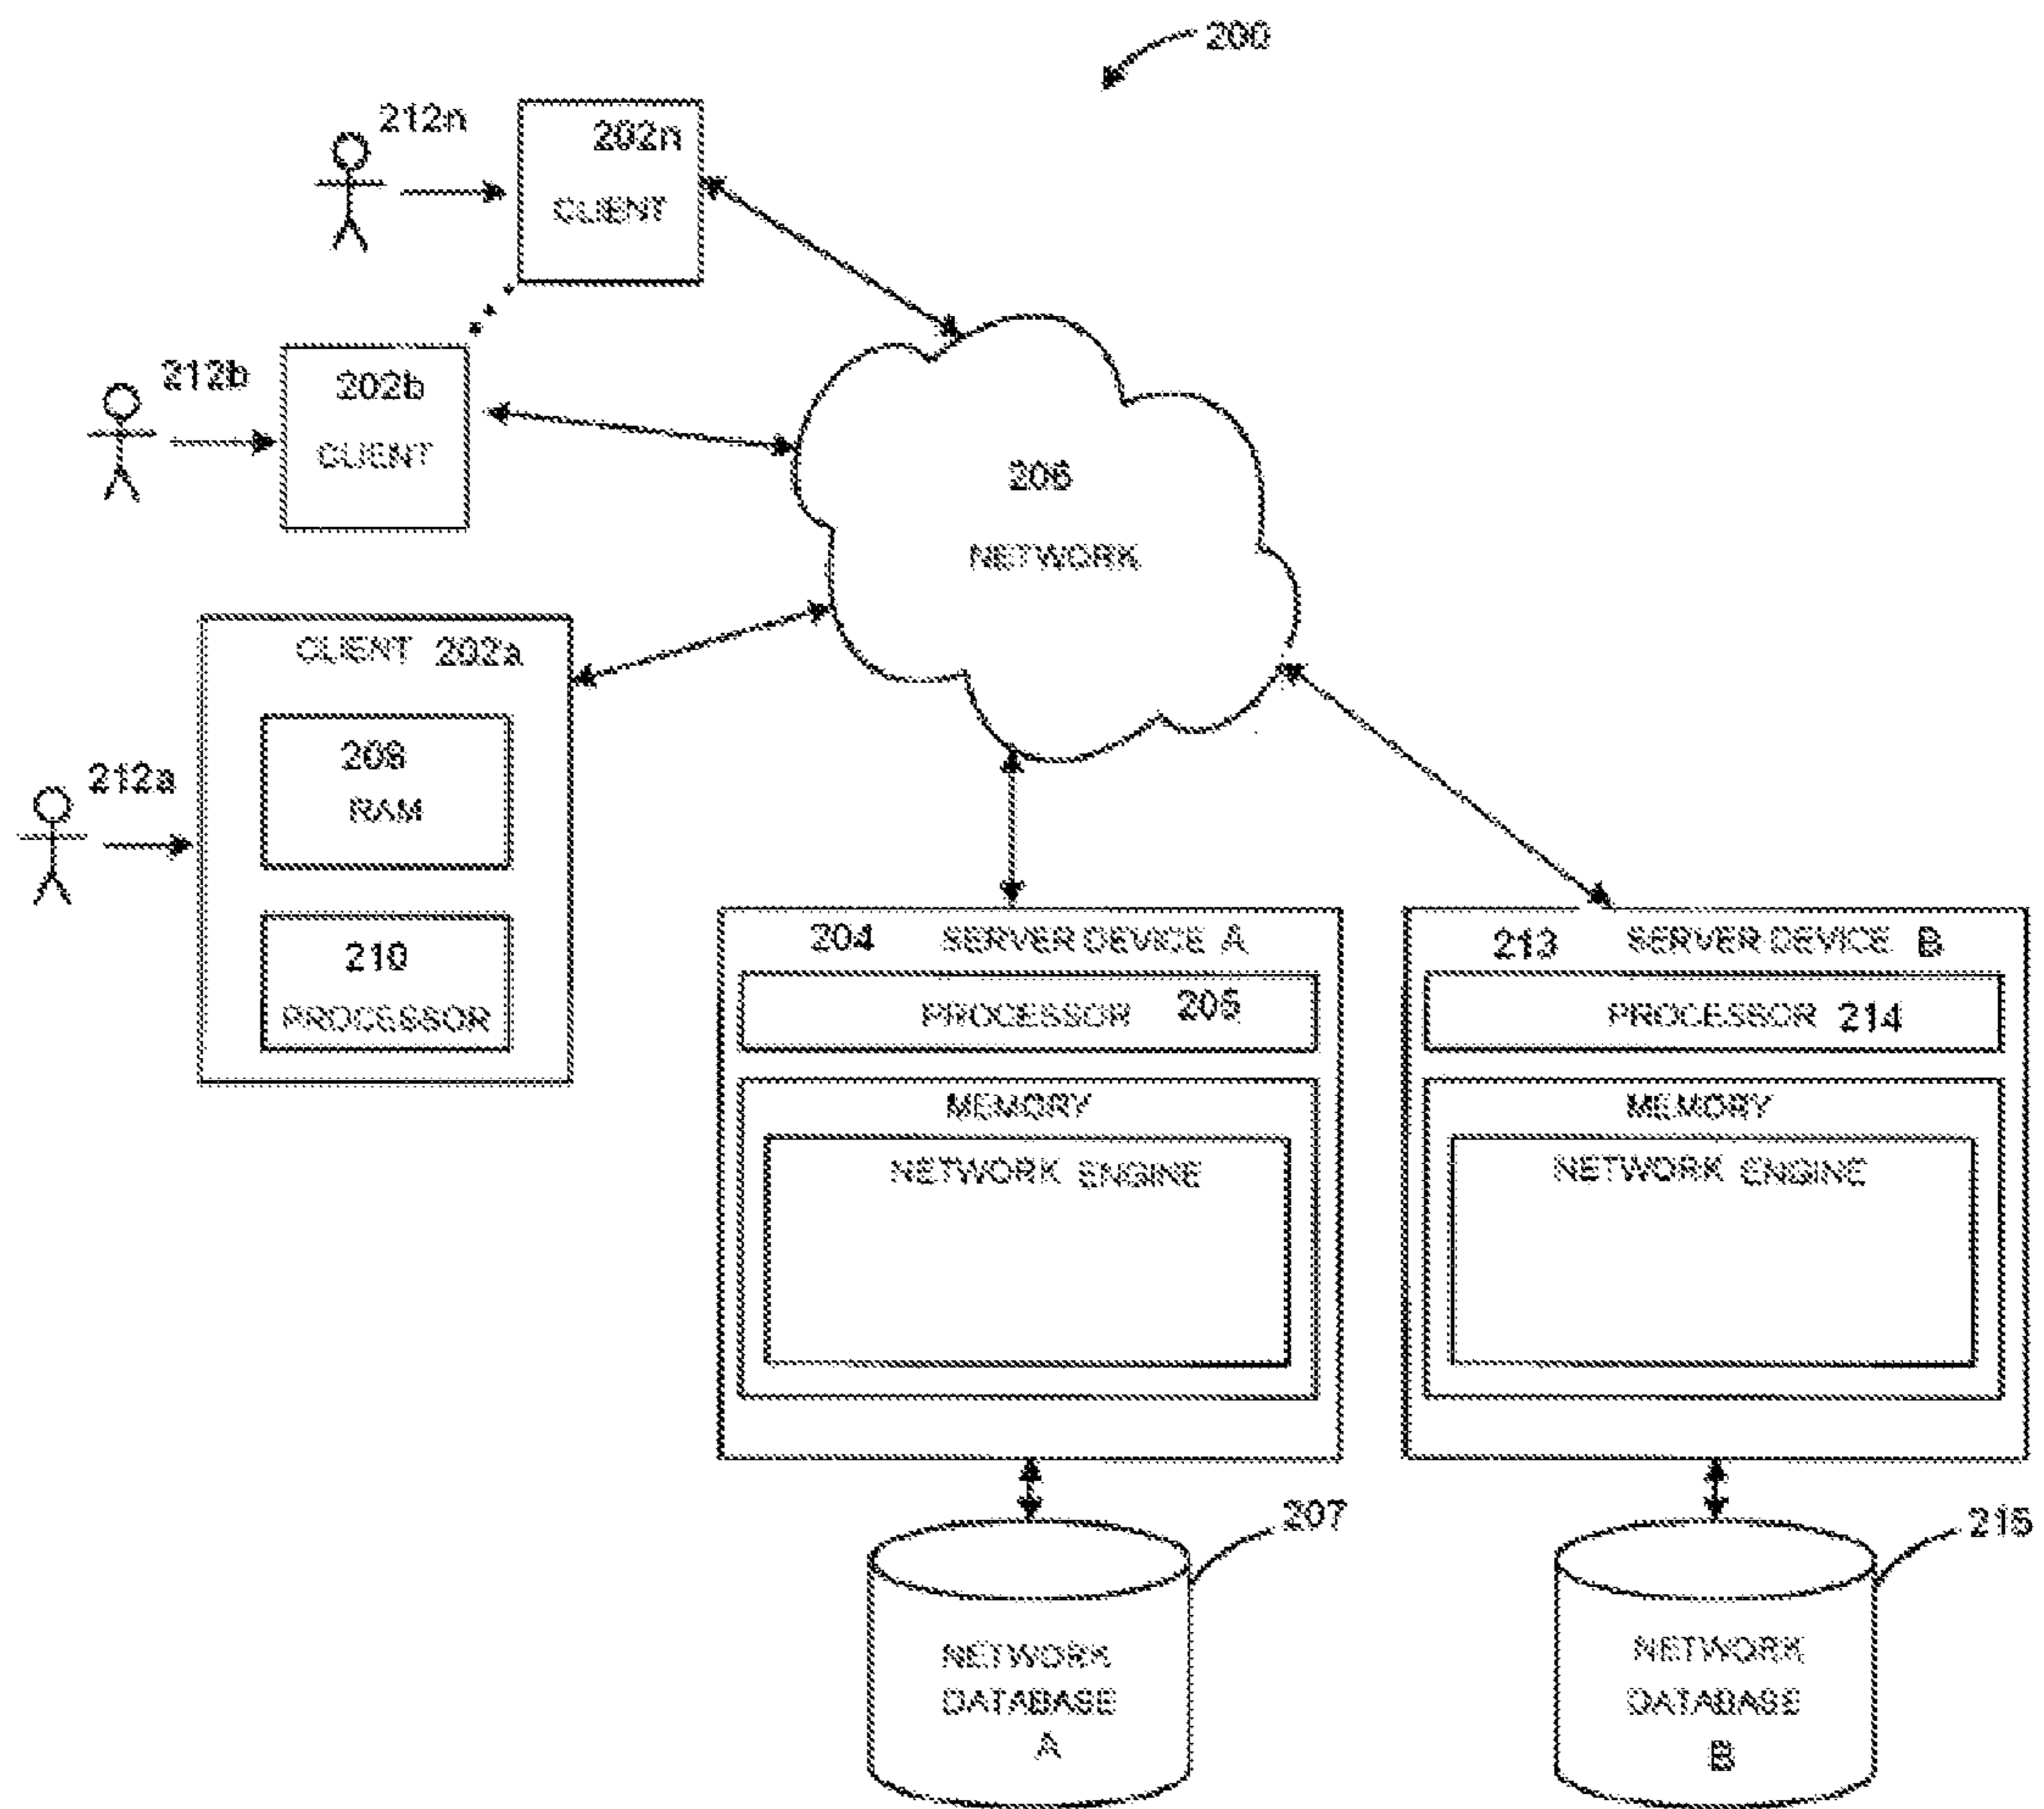 200
212n
202n
CLIENT
212b
202b
CLIENT
206
NETWORK
CLIENT 202a
212a
208
RAM
210
PROCESSOR
204 SERVER DEVICE A
PROCESSOR 205
MEMORY
NETWORK ENGINE
213 SERVER DEVICE B
PROCESSOR 214
MEMORY
NETWORK ENGINE
207
NETWORK
DATABASE
A
215
NETWORK
DATABASE
B